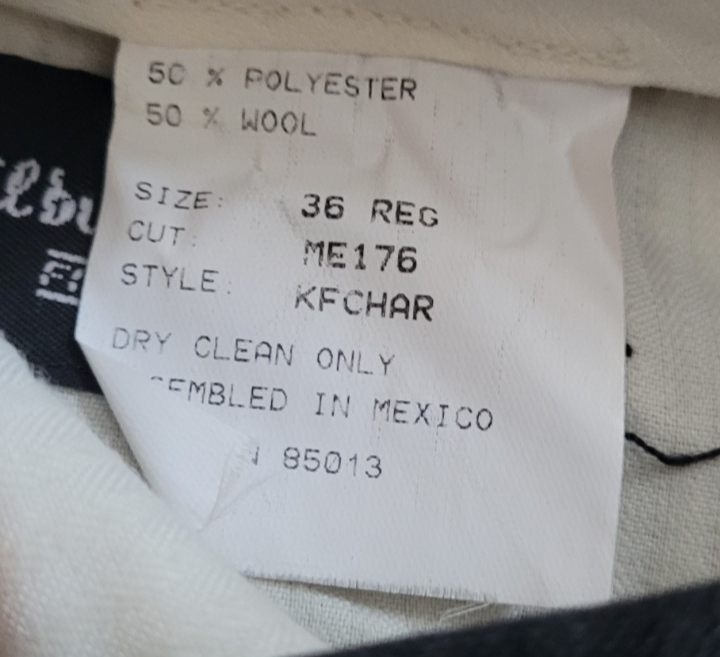 50 % POLYESTER
50 % WOOL
SIZE: 36 REG
CUT: ME176
STYLE: KFCHAR
DRY CLEAN ONLY
EMBLED IN MEXICO
85013